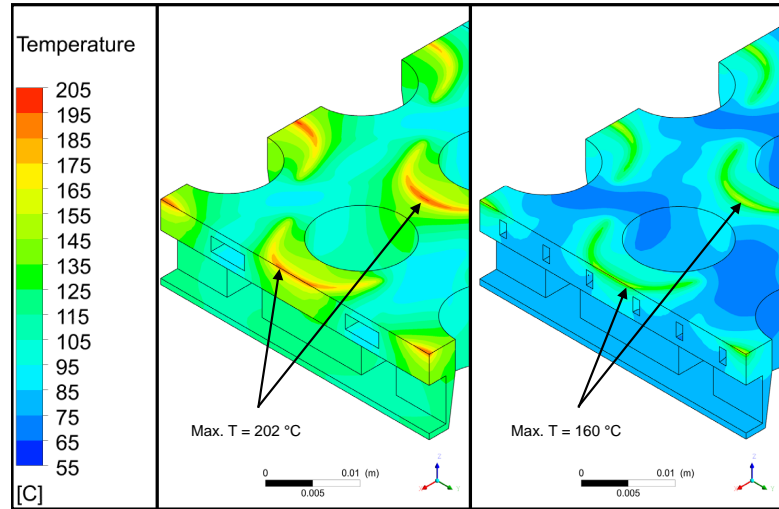 Temperature
205
195
185
175
165
155
145
135
125
115
105
95
85
75
65
55
[C]
Max. T = 202 °C
0 0.01 (m)
0.005
Z
X Y
Max. T = 160 °C
0 0.01 (m)
0.005
Z
X Y